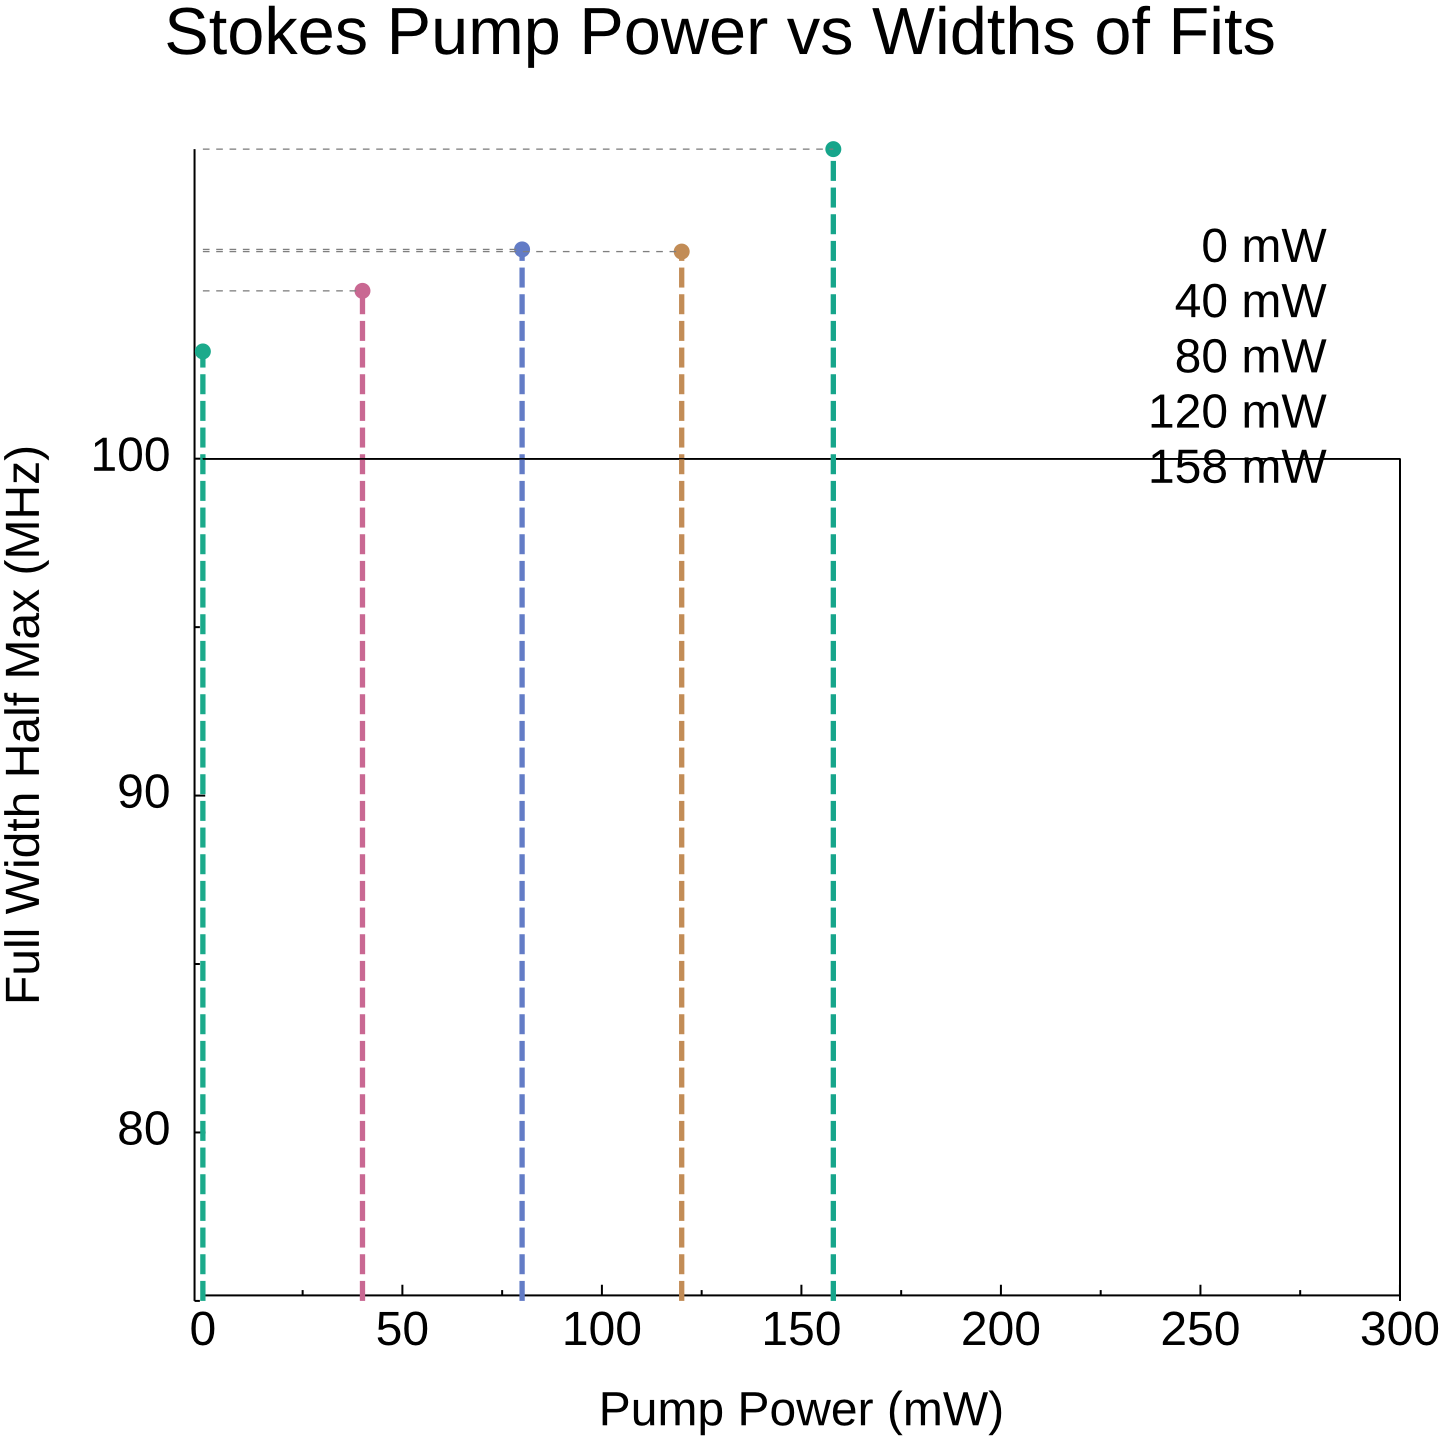 Stokes Pump Power vs Widths of Fits
0 mW
40 mW
80 mW
120 mW
158 mW
100
90
80
Full Width Half Max (MHz)
0 50 100 150 200 250 300
Pump Power (mW)